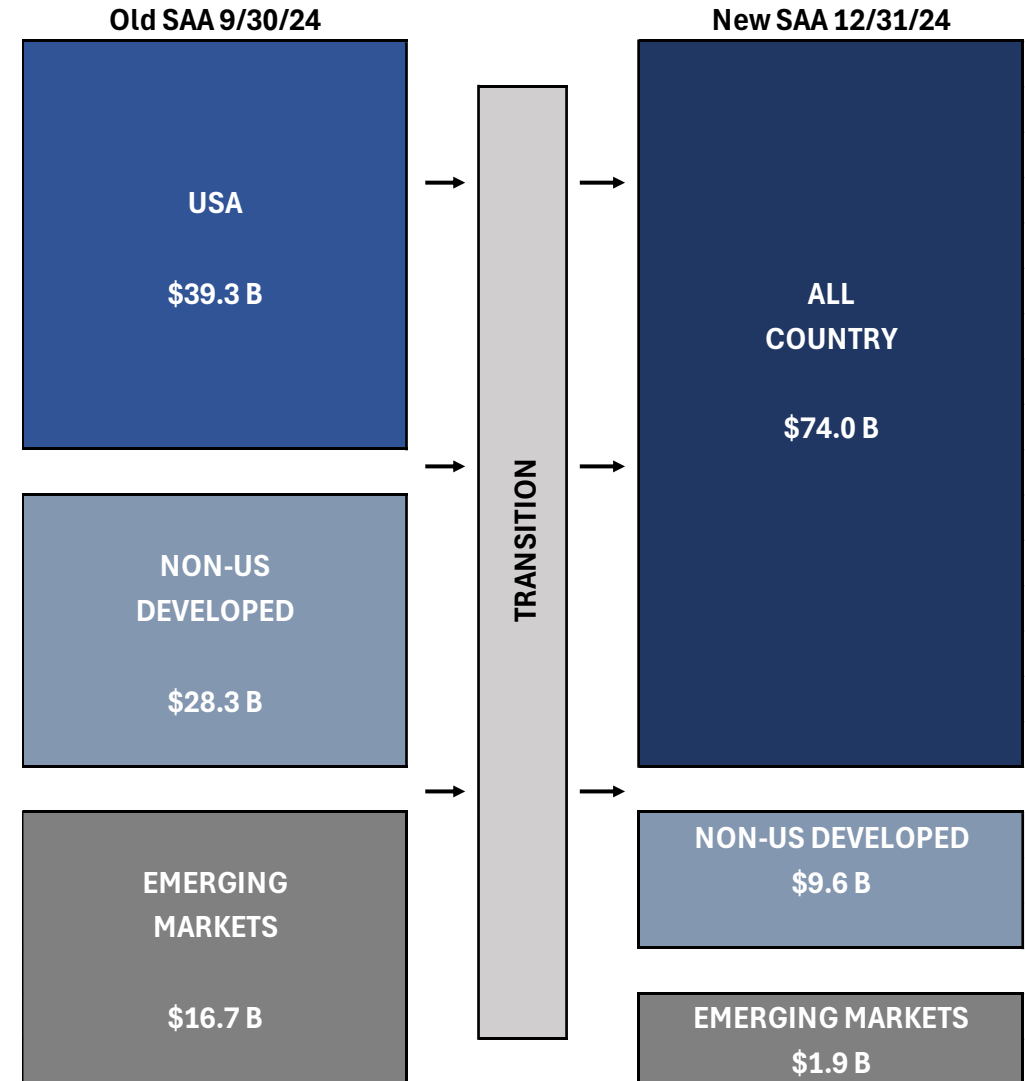 Old SAA 9/30/24
USA
$39.3 B
NON-US
DEVELOPED
$28.3 B
EMERGING
MARKETS
$16.7 B
TRANSITION
New SAA 12/31/24
ALL
COUNTRY
$74.0 B
NON-US DEVELOPED
$9.6 B
EMERGING MARKETS
$1.9 B